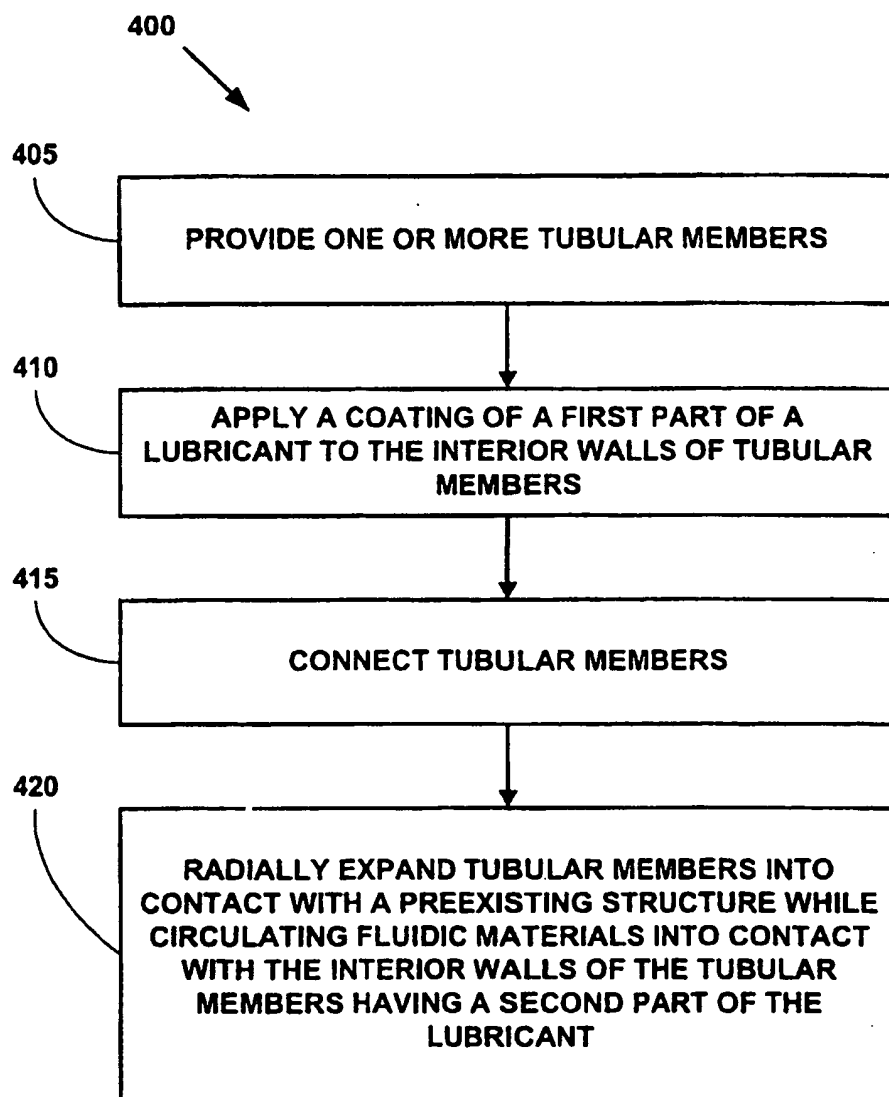 400
405
PROVIDE ONE OR MORE TUBULAR MEMBERS
410
APPLY A COATING OF A FIRST PART OF A
LUBRICANT TO THE INTERIOR WALLS OF TUBULAR
MEMBERS
415
CONNECT TUBULAR MEMBERS
420
RADIALLY EXPAND TUBULAR MEMBERS INTO
CONTACT WITH A PREEXISTING STRUCTURE WHILE
CIRCULATING FLUIDIC MATERIALS INTO CONTACT
WITH THE INTERIOR WALLS OF THE TUBULAR
MEMBERS HAVING A SECOND PART OF THE
LUBRICANT